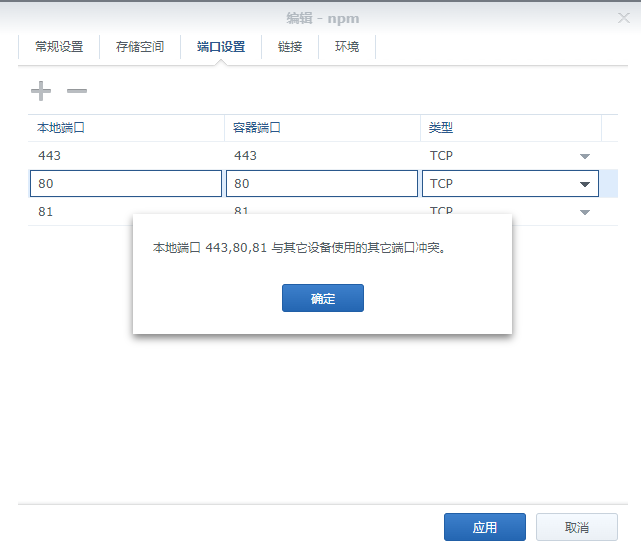 编辑 - npm
常规设置 存储空间 端口设置 链接 环境
本地端口 容器端口 类型
443 443 TCP
80 80 TCP
81 81 TCP
本地端口 443,80,81 与其它设备使用的其它端口冲突。
确定
应用 取消